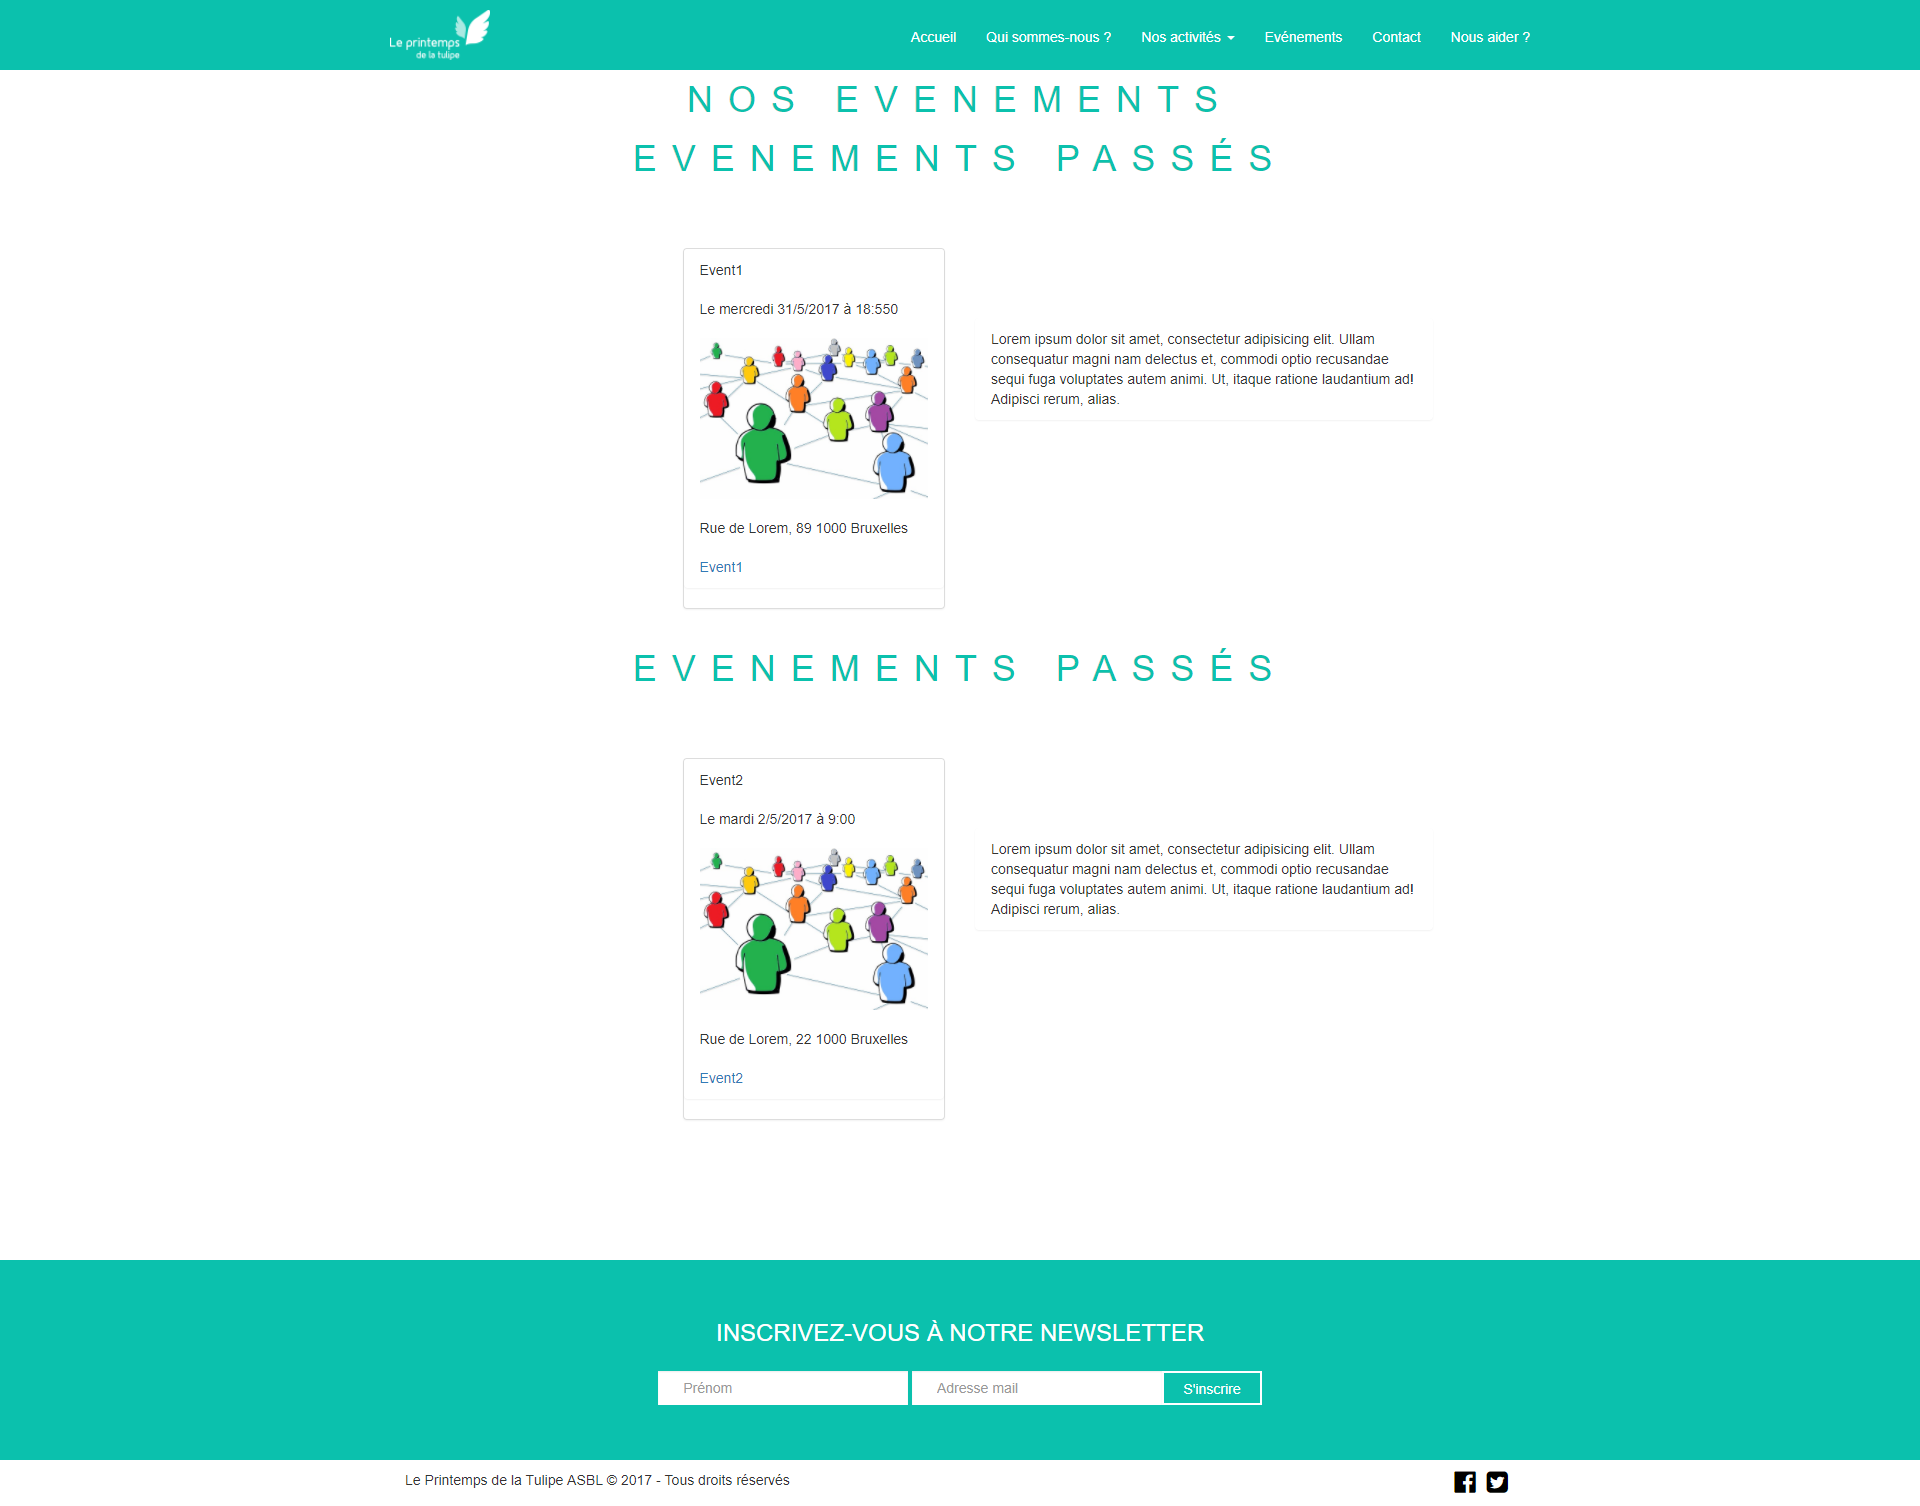 Le printemps
de la tulipe
Accueil
Qui sommes-nous ?
Nos activités
Evénements
Contact
Nous aider ?
NOS EVENEMENTS
EVENEMENTS PASSÉS
Event1
Le mercredi 31/5/2017 à 18:550
Lorem ipsum dolor sit amet, consectetur adipisicing elit. Ullam
consequatur magni nam delectus et, commodi optio recusandae
sequi fuga voluptates autem animi. Ut, itaque ratione laudantium ad!
Adipisci rerum, alias.
Rue de Lorem, 89 1000 Bruxelles
Event1
EVENEMENTS PASSÉS
Event2
Le mardi 2/5/2017 à 9:00
Lorem ipsum dolor sit amet, consectetur adipisicing elit. Ullam
consequatur magni nam delectus et, commodi optio recusandae
sequi fuga voluptates autem animi. Ut, itaque ratione laudantium ad!
Adipisci rerum, alias.
Rue de Lorem, 22 1000 Bruxelles
Event2
INSCRIVEZ-VOUS À NOTRE NEWSLETTER
Prénom
Adresse mail
S'inscrire
Le Printemps de la Tulipe ASBL © 2017 - Tous droits réservés